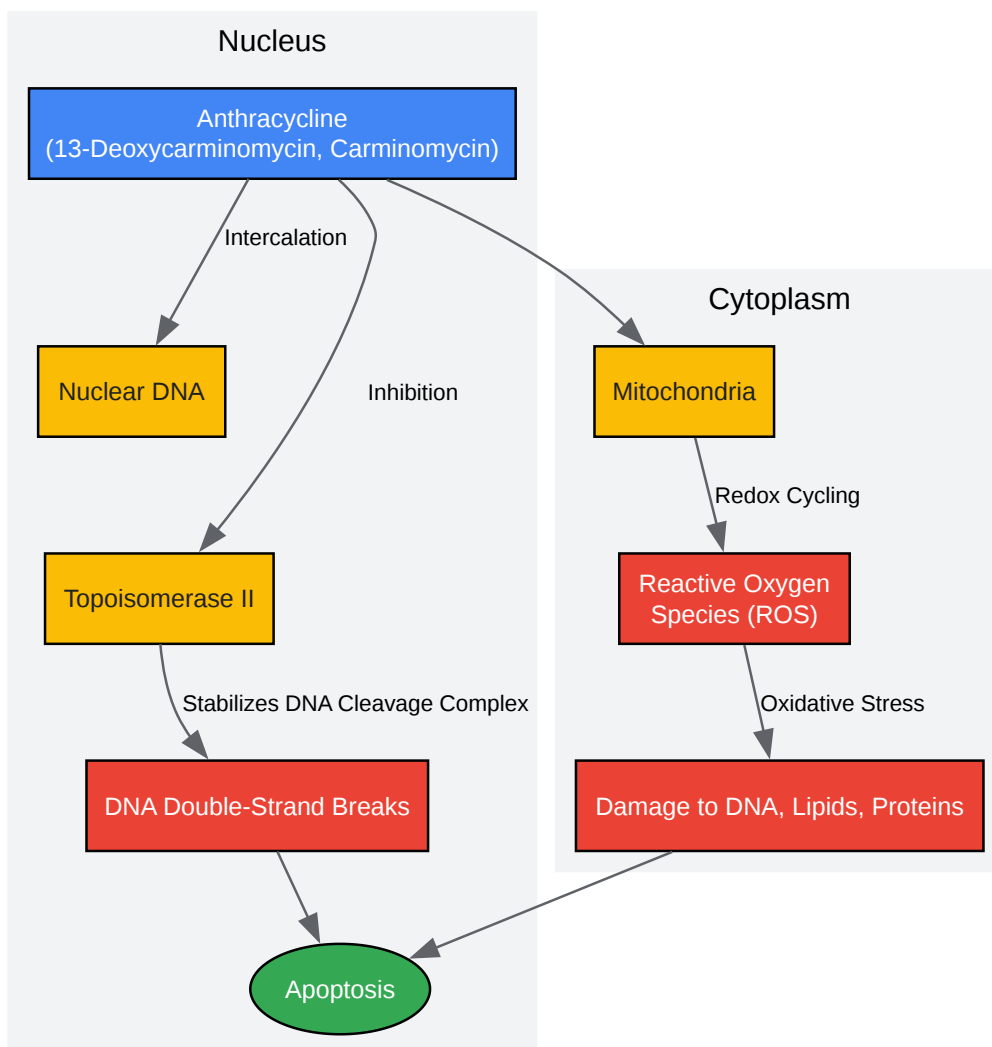 Nucleus
Anthracycline
(13-Deoxycarminomycin, Carminomycin)
Intercalation
Cytoplasm
Nuclear DNA
Inhibition
Mitochondria
Redox Cycling
Topoisomerase II
Reactive Oxygen
Species (ROS)
Stabilizes DNA Cleavage Complex
Oxidative Stress
DNA Double-Strand Breaks
Damage to DNA, Lipids, Proteins
Apoptosis